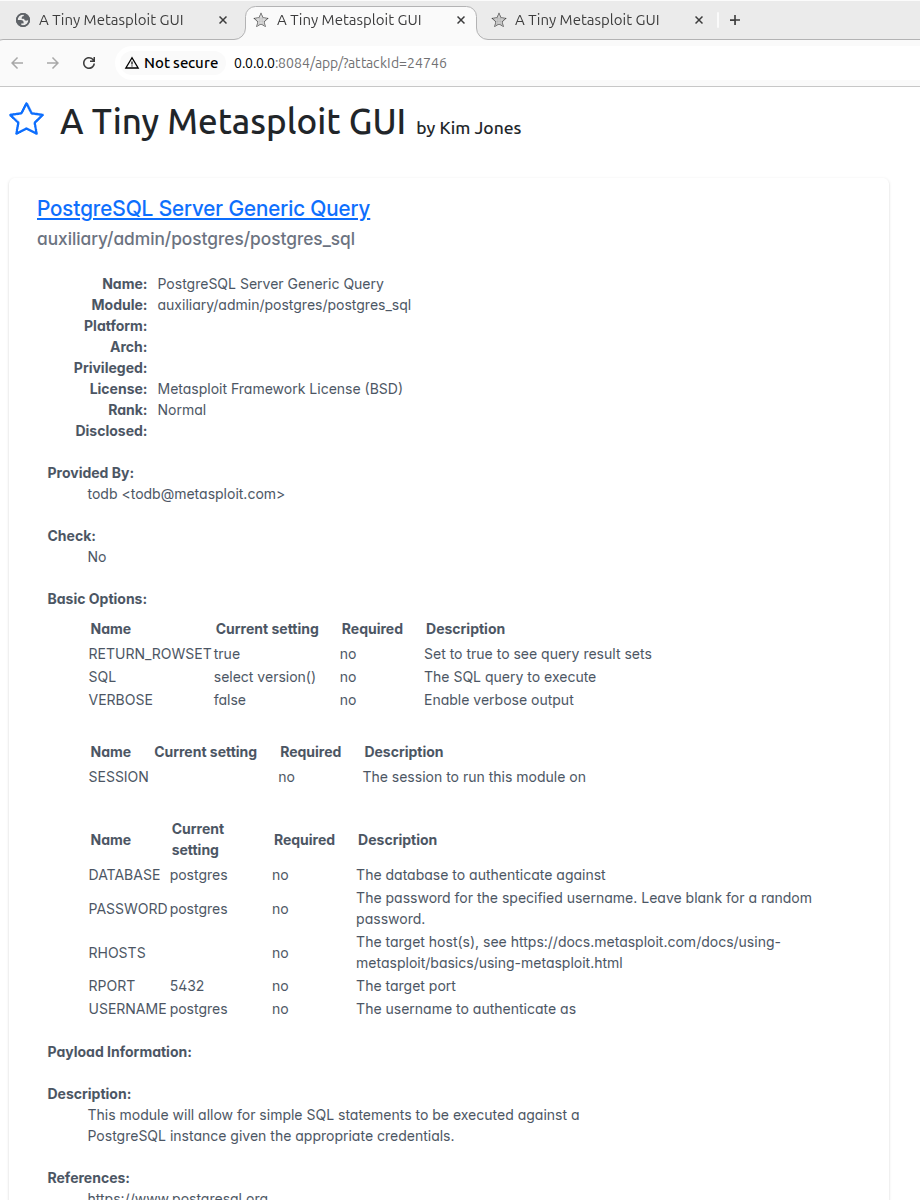 A Tiny Metasploit GUI
A Tiny Metasploit GUI
A Tiny Metasploit GUI
Not secure 0.0.0.0:8084/app/?attackId=24746
A Tiny Metasploit GUI by Kim Jones
PostgreSQL Server Generic Query
auxiliary/admin/postgres/postgres_sql
Name: PostgreSQL Server Generic Query
Module: auxiliary/admin/postgres/postgres_sql
Platform:
Arch:
Privileged:
License: Metasploit Framework License (BSD)
Rank: Normal
Disclosed:
Provided By:
todb <todb@metasploit.com>
Check:
No
Basic Options:
Name Current setting Required Description
RETURN_ROWSET true no Set to true to see query result sets
SQL select version() no The SQL query to execute
VERBOSE false no Enable verbose output
Name Current setting Required Description
SESSION no The session to run this module on
Name Current setting Required Description
DATABASE postgres no The database to authenticate against
PASSWORD postgres no The password for the specified username. Leave blank for a random
password.
RHOSTS no The target host(s), see https://docs.metasploit.com/docs/using-
metasploit/basics/using-metasploit.html
RPORT 5432 no The target port
USERNAME postgres no The username to authenticate as
Payload Information:
Description:
This module will allow for simple SQL statements to be executed against a
PostgreSQL instance given the appropriate credentials.
References:
https://www.postgresql.org